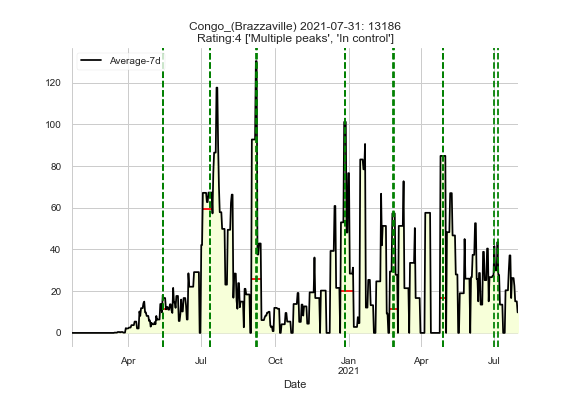 Congo_(Brazzaville) 2021-07-31: 13186
Rating:4 ['Multiple peaks', 'In control']
Average-7d
120
100
80
60
40
20
0
Apr
Jul
Oct
Jan
2021
Apr
Jul
Date